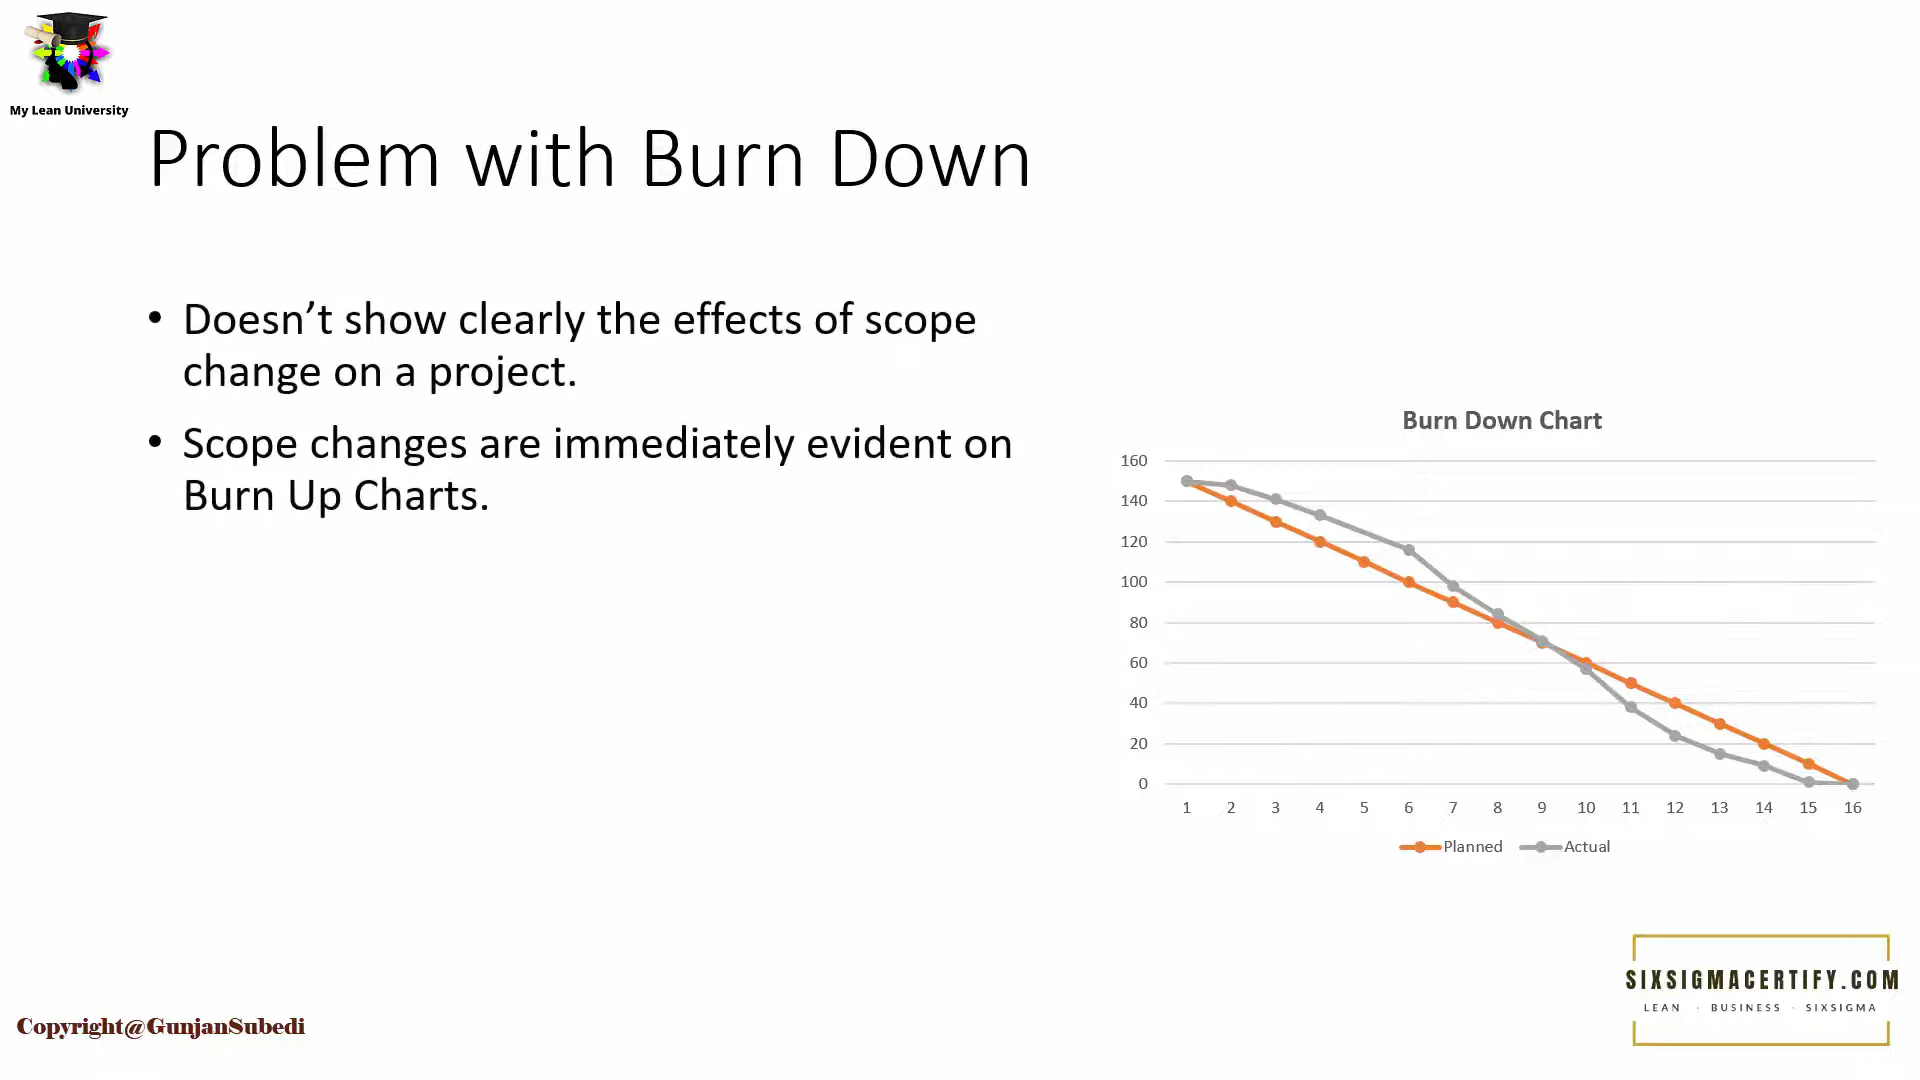 My Lean University
Problem with Burn Down
• Doesn’t show clearly the effects of scope
change on a project.
• Scope changes are immediately evident on
Burn Up Charts.
Burn Down Chart
160
140
120
100
80
60
40
20
0
1 2 3 4 5 6 7 8 9 10 11 12 13 14 15 16
Planned Actual
SIXSIGMACERTIFY.COM
LEAN · BUSINESS · SIXSIGMA
Copyright@GunjanSubedi